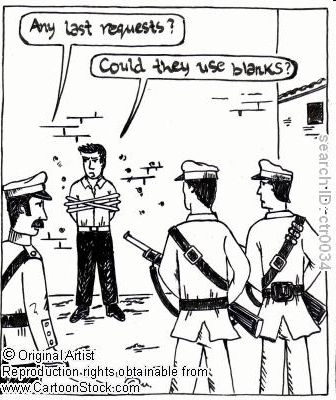 Any last requests?
Could they use blanks?
search ID: ctr0034
© Original Artist
Reproduction rights obtainable from
www.CartoonStock.com